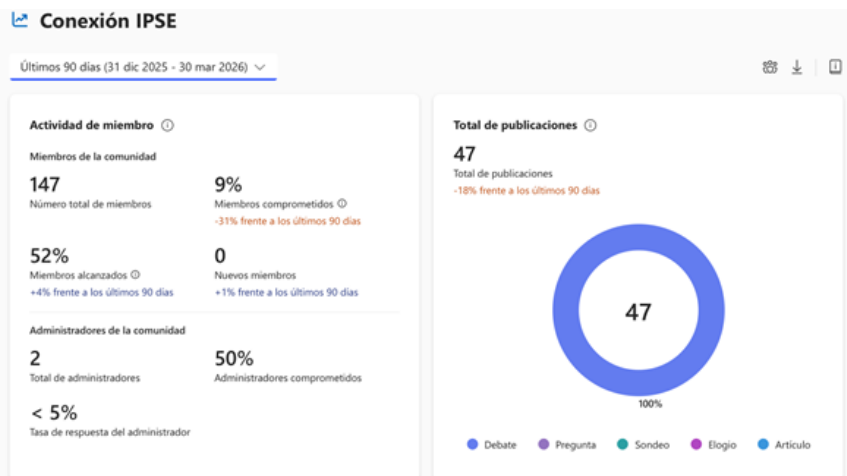 Conexión IPSE
Últimos 90 días (31 dic 2025 - 30 mar 2026)
Actividad de miembro
Miembros de la comunidad
147
Número total de miembros
9%
Miembros comprometidos
-31% frente a los últimos 90 días
52%
Miembros alcanzados
+4% frente a los últimos 90 días
0
Nuevos miembros
+1% frente a los últimos 90 días
Administradores de la comunidad
2
Total de administradores
50%
Administradores comprometidos
< 5%
Tasa de respuesta del administrador
Total de publicaciones
47
Total de publicaciones
-18% frente a los últimos 90 días
47
100%
Debate Pregunta Sondeo Elogio Artículo